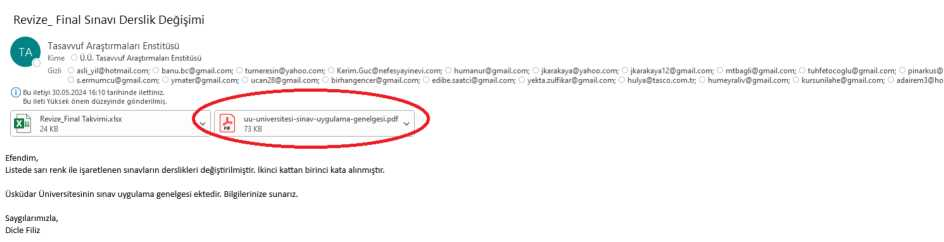 Revize_ Final Sınavı Derslik Değişimi
TA
Tasavvuf Araştırmaları Enstitüsü
Kime Ü.Ü. Tasavvuf Araştırmaları Enstitüsü
Gizli asli_yil@hotmail.com; banu.bc@gmail.com; tumeresin@yahoo.com; Kerim.Guc@nefesyayinevi.com; humanur@gmail.com; jkarakaya@yahoo.com; jkarakaya12@gmail.com; mtbagli@gmail.com; tuhfetocoglu@gmail.com; pinarkus@
s.ermumcu@gmail.com; ymater@gmail.com; ucan28@gmail.com; birhangencer@gmail.com; edibe.saatci@gmail.com; yekta.zulfikar@gmail.com; hulya@tasco.com.tr; humeyraliv@gmail.com; kursunilahe@gmail.com; adairem3@ho
Bu iletiyi 30.05.2024 16:10 tarihinde ilettiniz.
Bu ileti Yüksek önem düzeyinde gönderilmiş.
Revize_Final Takvimi.xlsx
24 KB
uu-universitesi-sinav-uygulama-genelgesi.pdf
73 KB
Efendim,
Listede sarı renk ile işaretlenen sınavların derslikleri değiştirilmiştir. İkinci kattan birinci kata alınmıştır.
Üsküdar Üniversitesinin sınav uygulama genelgesi ektedir. Bilgilerinize sunarız.
Saygılarımızla,
Dicle Filiz